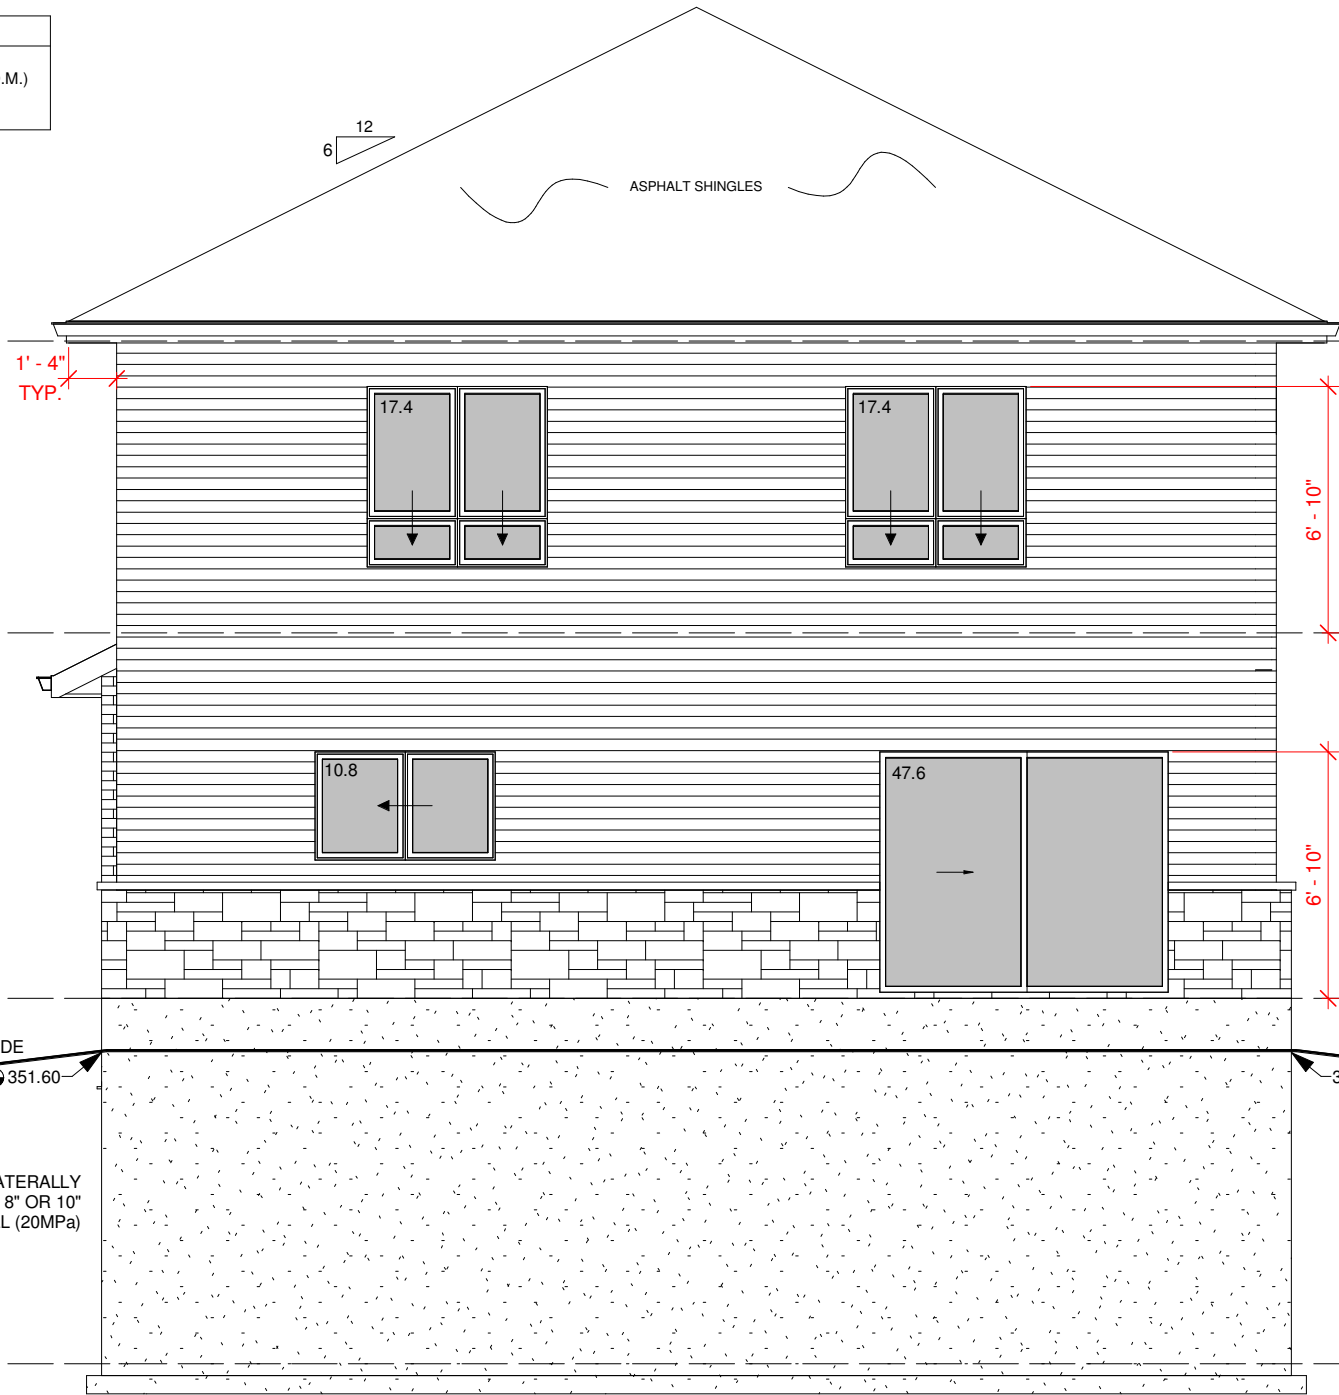 .M.)
12
6
ASPHALT SHINGLES
1' - 4"
TYP.
17.4
17.4
6' - 10"
10.8
47.6
6' - 10"
DE
351.60
3
ATERALLY
8" OR 10"
L (20MPa)